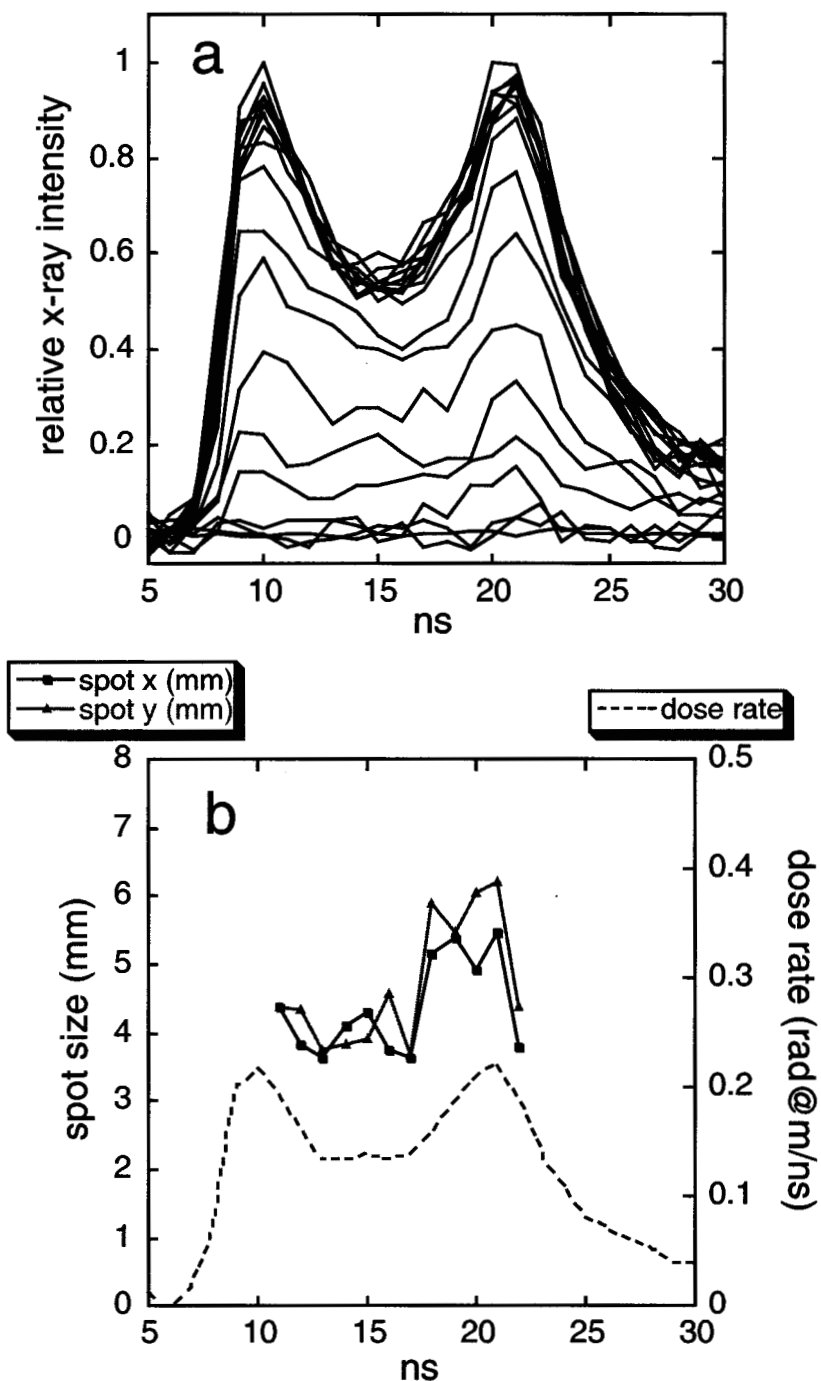 a
1
0.8
0.6
0.4
0.2
0
relative x-ray intensity
5 10 15 20 25 30
ns
spot x (mm)
spot y (mm)
dose rate
b
8
7
6
5
4
3
2
1
0
spot size (mm)
0.5
0.4
0.3
0.2
0.1
0
dose rate (rad@m/ns)
5 10 15 20 25 30
ns